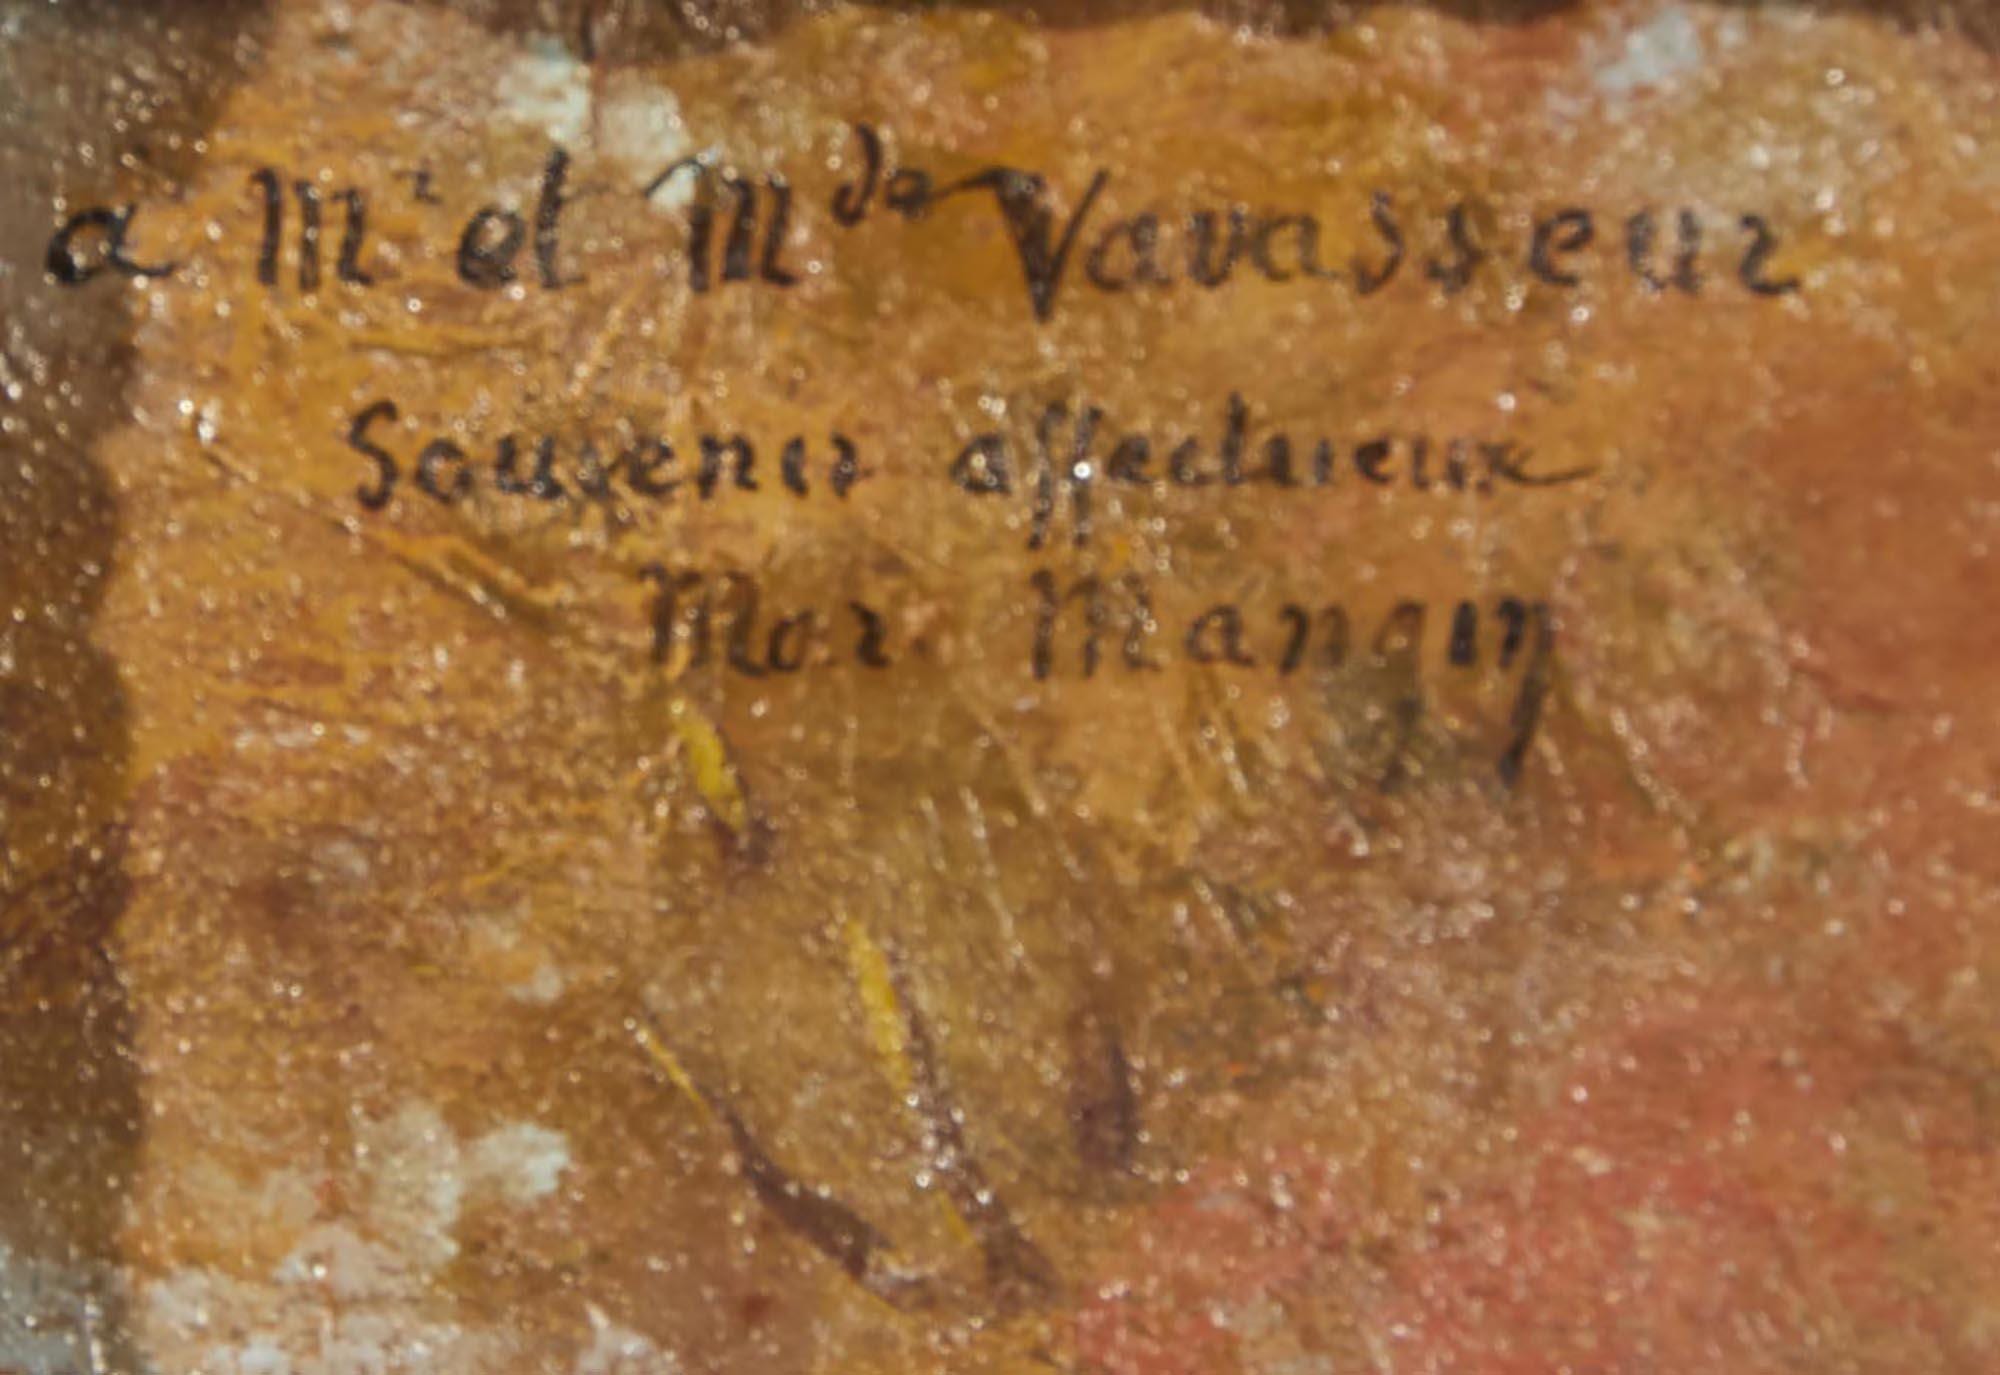 a Mr et Mde Vavasseur
Souvenir affectueux
Mar. Mangin